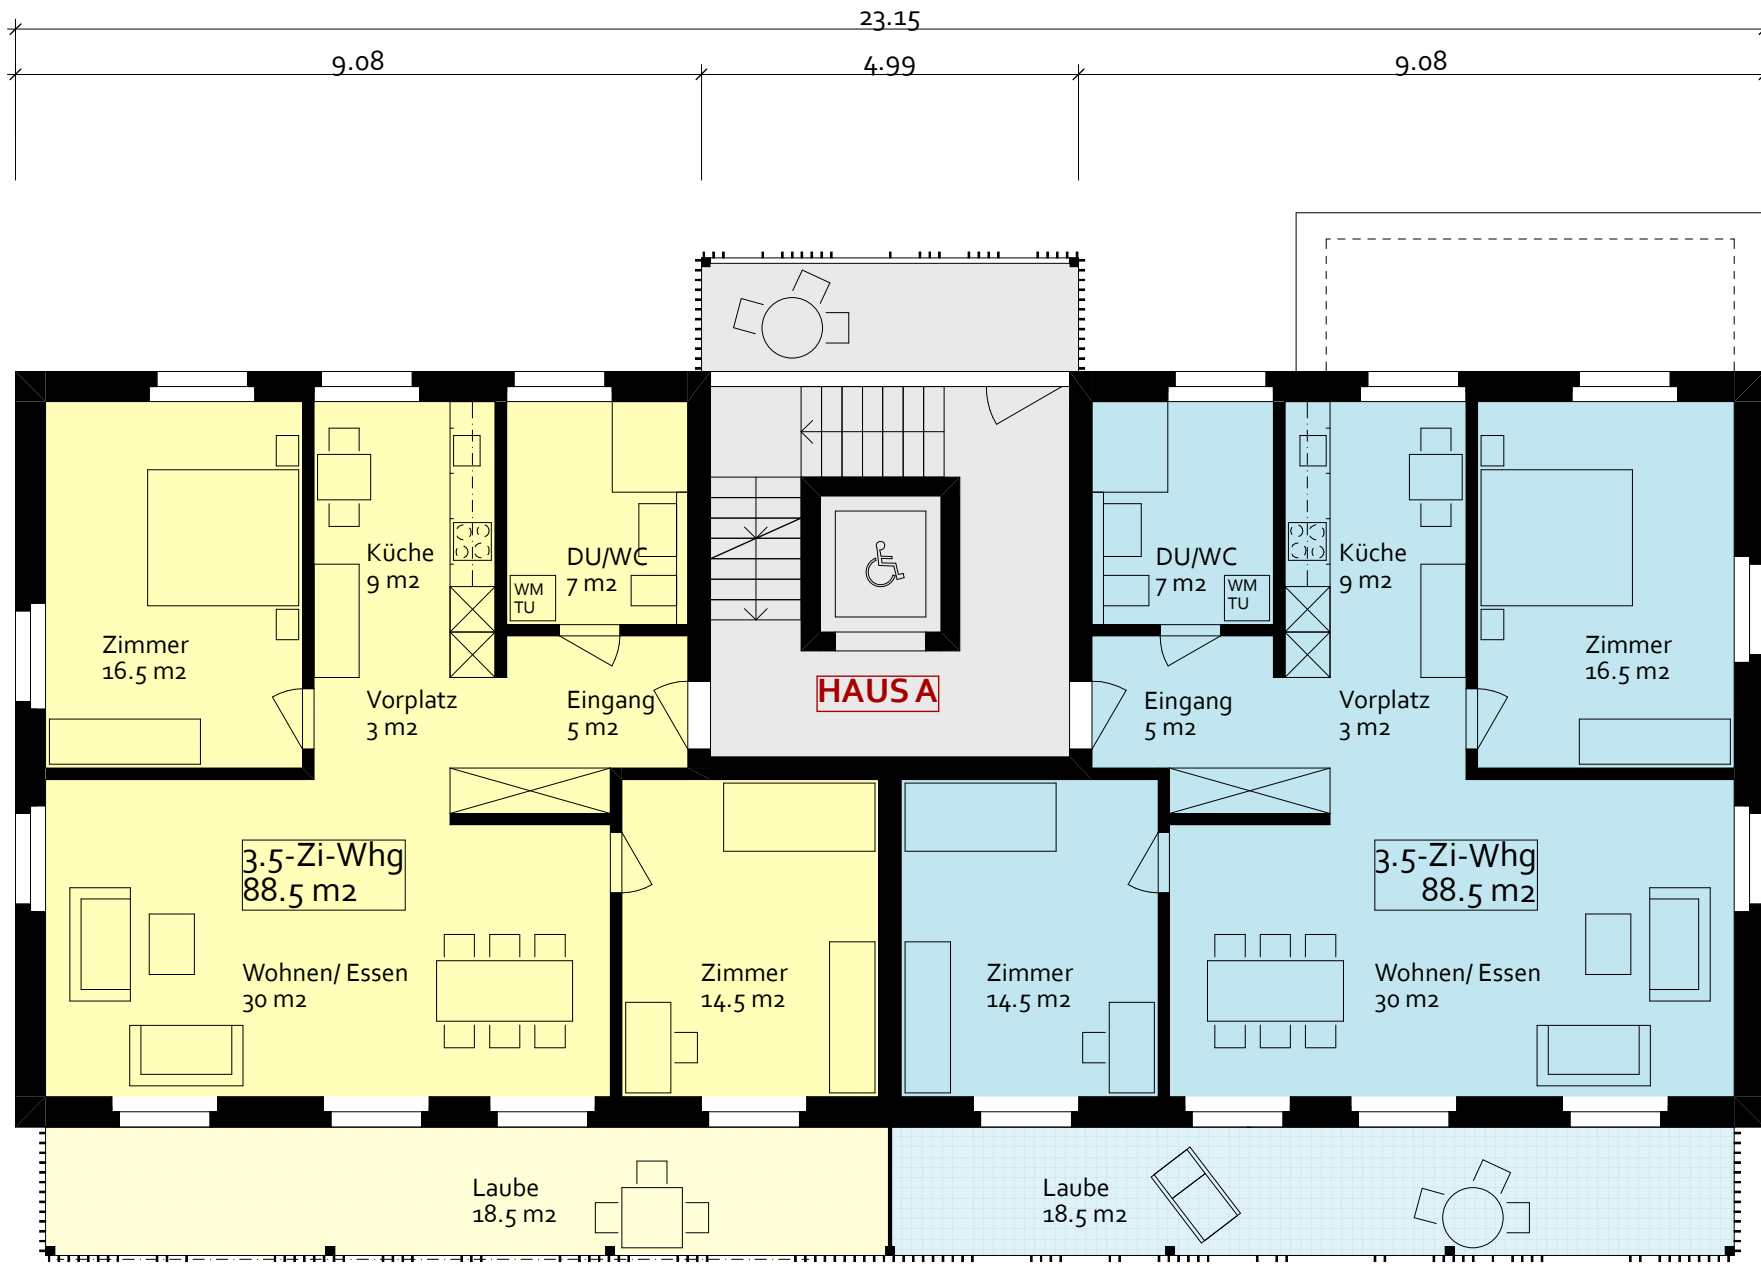 23.15
9.08
4.99
9.08
Küche
9 m2
DU/WC
7 m2
WM
TU
Zimmer
16.5 m2
Vorplatz
3 m2
Eingang
5 m2
HAUS A
DU/WC
7 m2
WM
TU
Küche
9 m2
Zimmer
16.5 m2
Eingang
5 m2
Vorplatz
3 m2
3.5-Zi-Whg
88.5 m2
Wohnen/ Essen
30 m2
Zimmer
14.5 m2
Zimmer
14.5 m2
3.5-Zi-Whg
88.5 m2
Wohnen/ Essen
30 m2
Laube
18.5 m2
Laube
18.5 m2